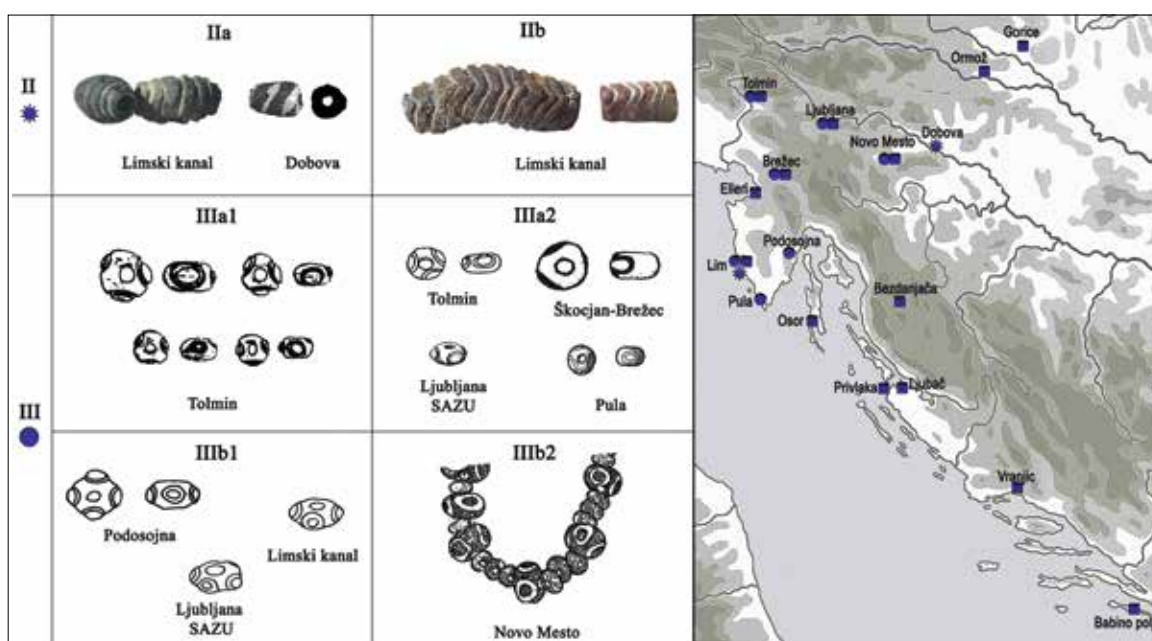 II
IIa
Limski kanal
Dobova
IIb
Limski kanal
III
IIIa1
Tolmin
IIIa2
Tolmin
Škocjan-Brežec
Ljubljana
SAZU
Pula
IIIb1
Podosojna
Limski kanal
Ljubljana
SAZU
IIIb2
Novo Mesto
Gorice
Ormož
Tolmin
Ljubljana
Dobova
Novo Mesto
Brežec
Elleri
Podosojna
Lim
Pula
Bezdanjača
Osor
Privlaka
Ljubač
Vranjic
Babino pol